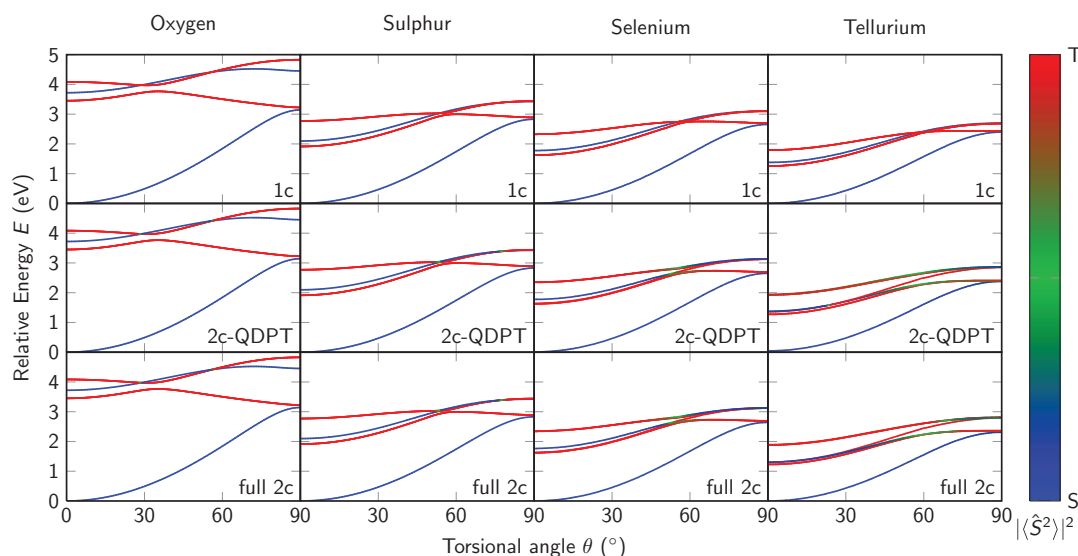 Oxygen Sulphur Selenium Tellurium
5 T
4
3
2
1
0 1c 1c 1c 1c
4
3
2
1
0 2c-QDPT 2c-QDPT 2c-QDPT 2c-QDPT
4
3
2
1
0 full 2c full 2c full 2c full 2c S
0 30 60 90 30 60 90 30 60 90 30 60 90
Relative Energy E (eV)
Torsional angle θ (°)
|⟨Ŝ²⟩|²